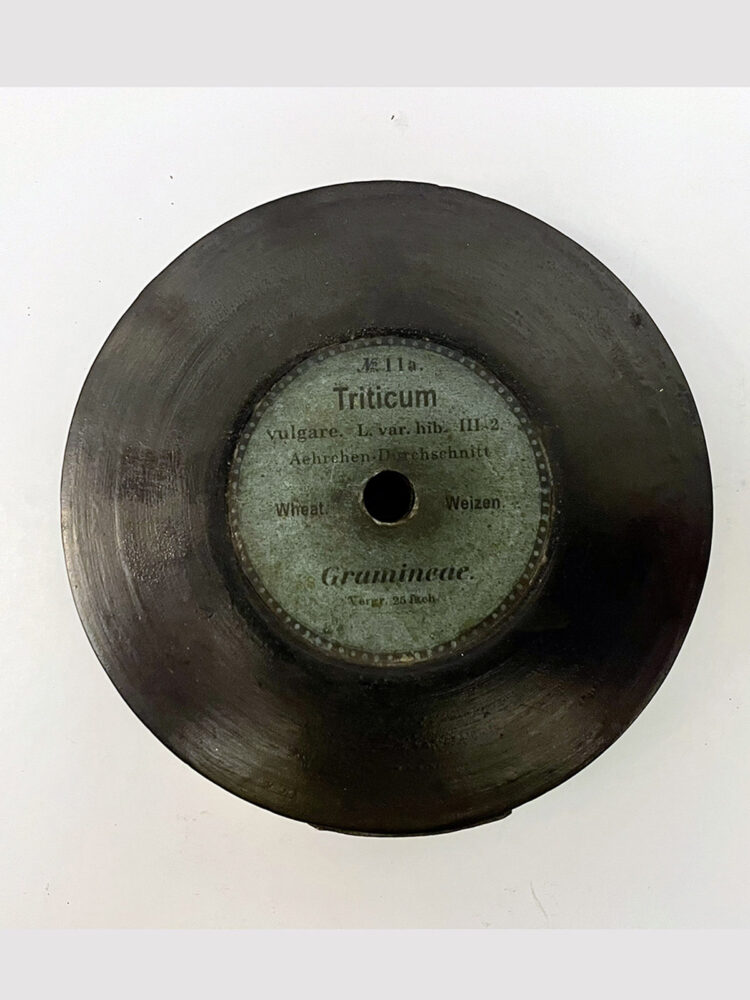 № 11a.
Triticum
vulgare. L. var. hib. III.2.
Aehrchen-Durchschnitt
Wheat. Weizen.
Gramineae.
Vergr. 25 fach